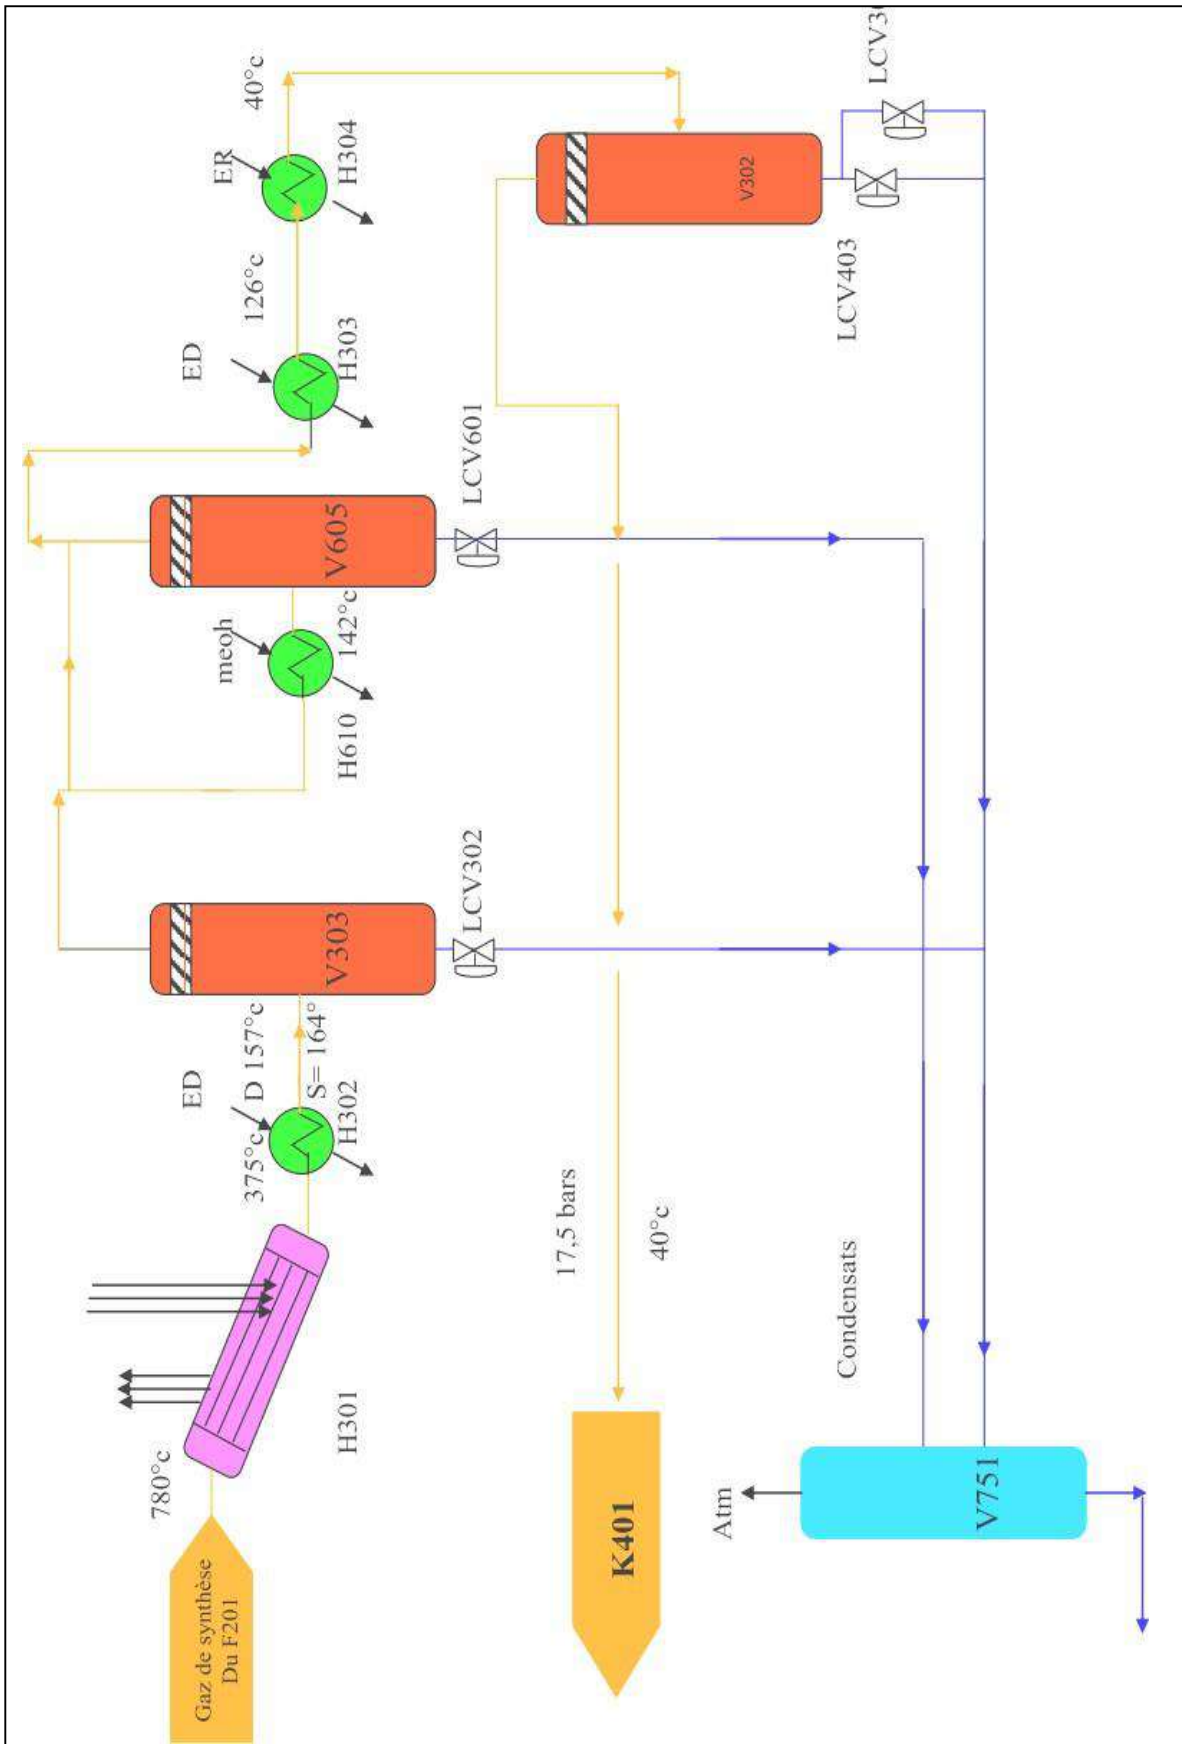 Gaz de synthèse
Du F201
780°c
H301
375°c
ED
H302
D 157°c
S= 164°
V303
LCV302
H610
meoh
142°c
V605
LCV601
ED
H303
126°c
ER
H304
40°c
V302
LCV403
K401
17,5 bars
40°c
Condensats
Atm
V751